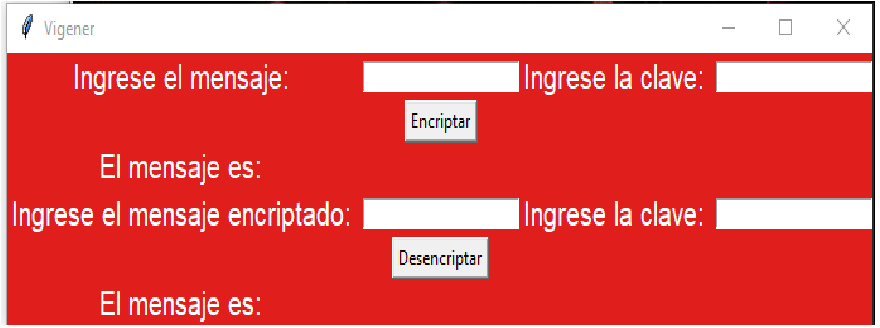 Vigener
Ingrese el mensaje: Ingrese la clave:
Encriptar
El mensaje es:
Ingrese el mensaje encriptado: Ingrese la clave:
Desencriptar
El mensaje es: